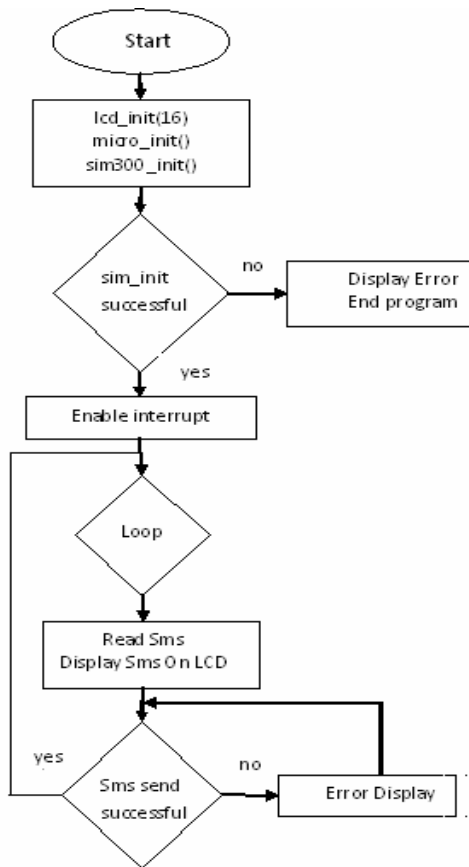 Start
lcd_init(16)
micro_init()
sim300_init()
sim_init
successful
no
Display Error
End program
yes
Enable interrupt
Loop
Read Sms
Display Sms On LCD
yes
Sms send
successful
no
Error Display